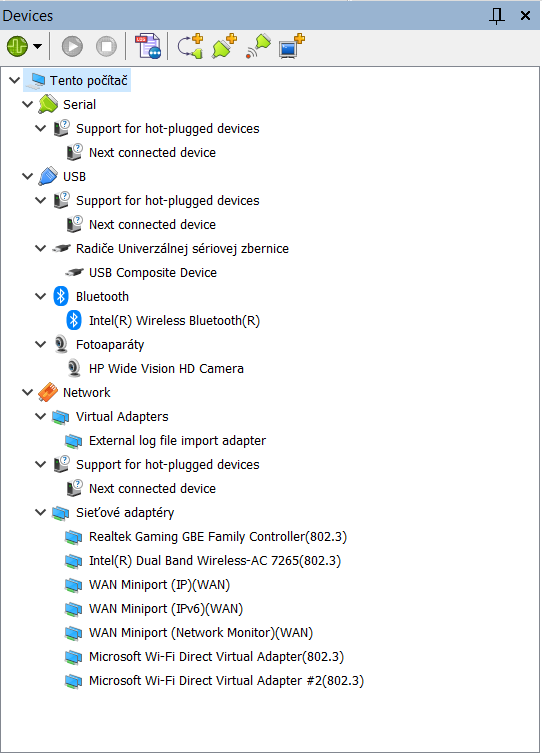 Devices
Tento počítač
Serial
Support for hot-plugged devices
Next connected device
USB
Support for hot-plugged devices
Next connected device
Radiče Univerzálnej sériovej zbernice
USB Composite Device
Bluetooth
Intel(R) Wireless Bluetooth(R)
Fotoaparáty
HP Wide Vision HD Camera
Network
Virtual Adapters
External log file import adapter
Support for hot-plugged devices
Next connected device
Sieťové adaptéry
Realtek Gaming GBE Family Controller(802.3)
Intel(R) Dual Band Wireless-AC 7265(802.3)
WAN Miniport (IP)(WAN)
WAN Miniport (IPv6)(WAN)
WAN Miniport (Network Monitor)(WAN)
Microsoft Wi-Fi Direct Virtual Adapter(802.3)
Microsoft Wi-Fi Direct Virtual Adapter #2(802.3)